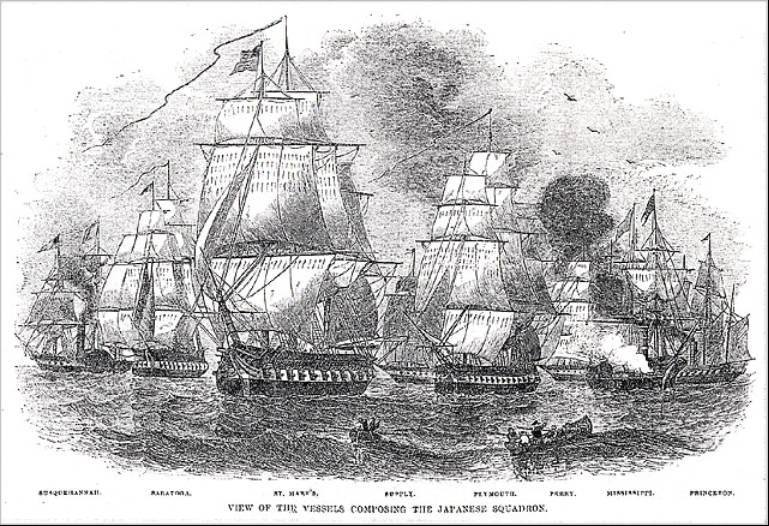 SUSQUEHANNAH. SARATOGA. ST. MARY'S. SUPPLY. PLYMOUTH. PERRY. MISSISSIPPI. PRINCETON.
VIEW OF THE VESSELS COMPOSING THE JAPANESE SQUADRON.